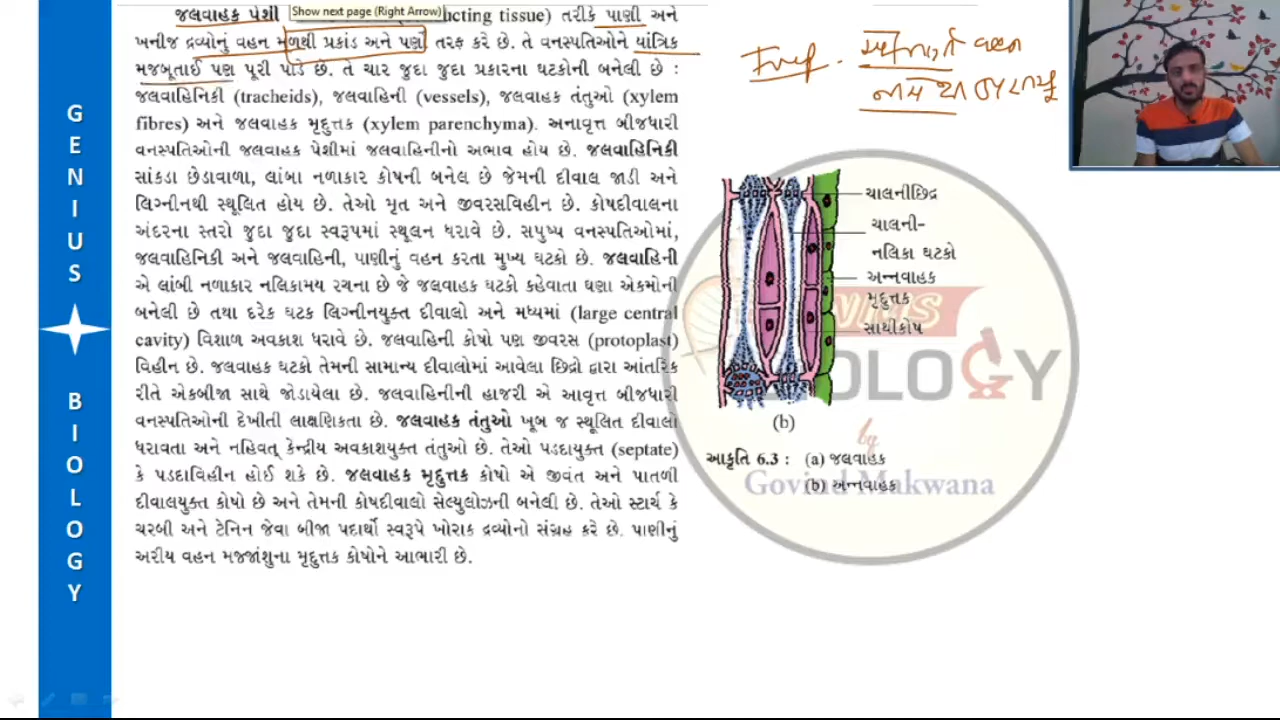 જલવાહક પેશી
Show next page (Right Arrow)
ucting tissue) તરીકે પાણી અને
ખનીજ દ્રવ્યોનું વહન મૂળથી પ્રકાંડ અને પર્ણ તરફ કરે છે. તે વનસ્પતિઓને યાંત્રિક
મજબૂતાઈ પણ પૂરી પાડે છે. તે ચાર જુદા જુદા પ્રકારના ઘટકોની બનેલી છે :
જલવાહિનિકી (tracheids), જલવાહિની (vessels), જલવાહક તંતુઓ (xylem
fibres) અને જલવાહક મૃદુત્તક (xylem parenchyma). અનાવૃત્ત બીજધારી
વનસ્પતિઓની જલવાહક પેશીમાં જલવાહિનીનો અભાવ હોય છે. જલવાહિનિકી
સાંકડા છેડાવાળા, લાંબા નળાકાર કોષની બનેલ છે જેમની દીવાલ જાડી અને
લિગ્નીનથી સ્થૂલિત હોય છે. તેઓ મૃત અને જીવરસવિહીન છે. કોષદીવાલના
અંદરના સ્તરો જુદા જુદા સ્વરૂપમાં સ્થૂલન ધરાવે છે. સપુષ્પ વનસ્પતિઓમાં,
જલવાહિનિકી અને જલવાહિની, પાણીનું વહન કરતા મુખ્ય ઘટકો છે. જલવાહિની
એ લાંબી નળાકાર નલિકામય રચના છે જે જલવાહક ઘટકો કહેવાતા ઘણા એકમોની
બનેલી છે તથા દરેક ઘટક લિગ્નીનયુક્ત દીવાલો અને મધ્યમાં (large central
cavity) વિશાળ અવકાશ ધરાવે છે. જલવાહિની કોષો પણ જીવરસ (protoplast)
વિહીન છે. જલવાહક ઘટકો તેમની સામાન્ય દીવાલોમાં આવેલા છિદ્રો દ્વારા આંતરિક
રીતે એકબીજા સાથે જોડાયેલા છે. જલવાહિનીની હાજરી એ આવૃત્ત બીજધારી
વનસ્પતિઓની દેખીતી લાક્ષણિકતા છે. જલવાહક તંતુઓ ખૂબ જ સ્થૂલિત દીવાલો
ધરાવતા અને નહિવત્ કેન્દ્રીય અવકાશયુક્ત તંતુઓ છે. તેઓ પડદાયુક્ત (septate)
કે પડદાવિહીન હોઈ શકે છે. જલવાહક મૃદુત્તક કોષો એ જીવંત અને પાતળી
દીવાલયુક્ત કોષો છે અને તેમની કોષદીવાલો સેલ્યુલોઝની બનેલી છે. તેઓ સ્ટાર્ચ કે
ચરબી અને ટેનિન જેવા બીજા પદાર્થો સ્વરૂપે ખોરાક દ્રવ્યોનો સંગ્રહ કરે છે. પાણીનું
અરીય વહન મજ્જાંશુના મૃદુત્તક કોષોને આભારી છે.
ચાલનીછિદ્ર
ચાલની-
નલિકા ઘટકો
અન્નવાહક
મૃદુત્તક
સાથીકોષ
(b)
આકૃતિ 6.3 : (a) જલવાહક
(b) અન્નવાહક
by
Govind Makwana
GENIUS
BIOLOGY